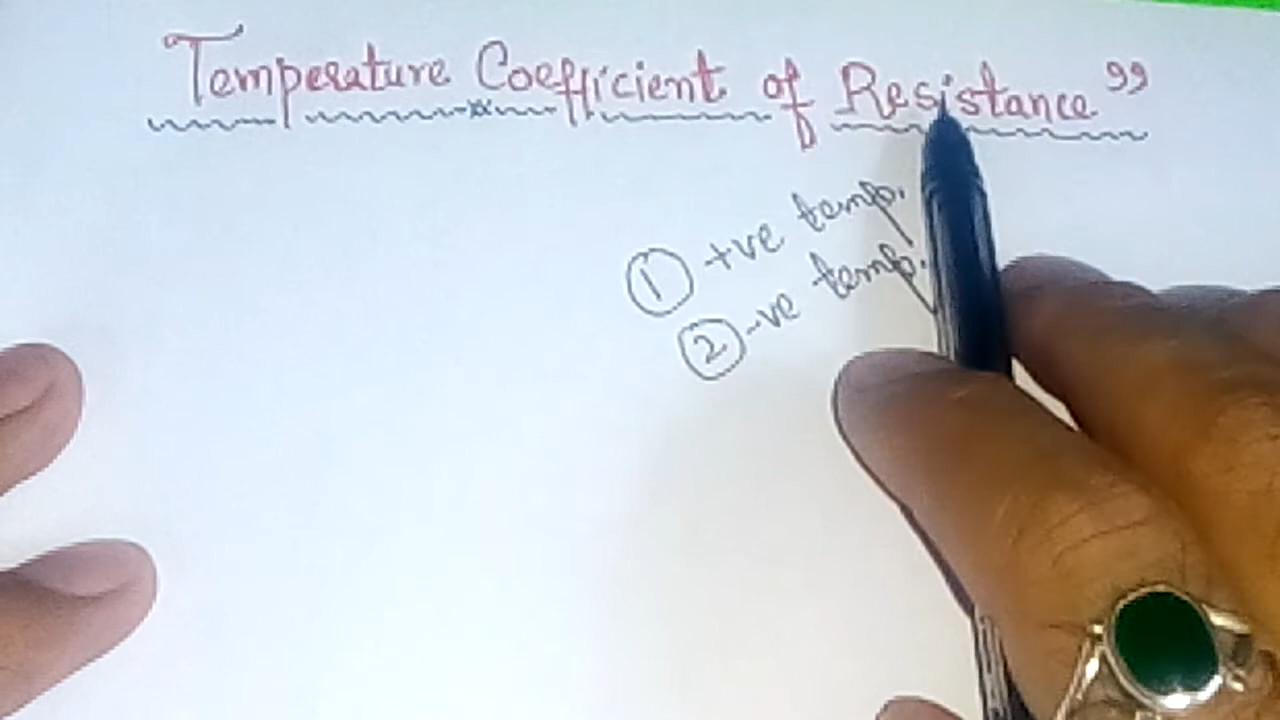 Temperature Coefficient of Resistance”
① +ve temp.
② -ve temp.